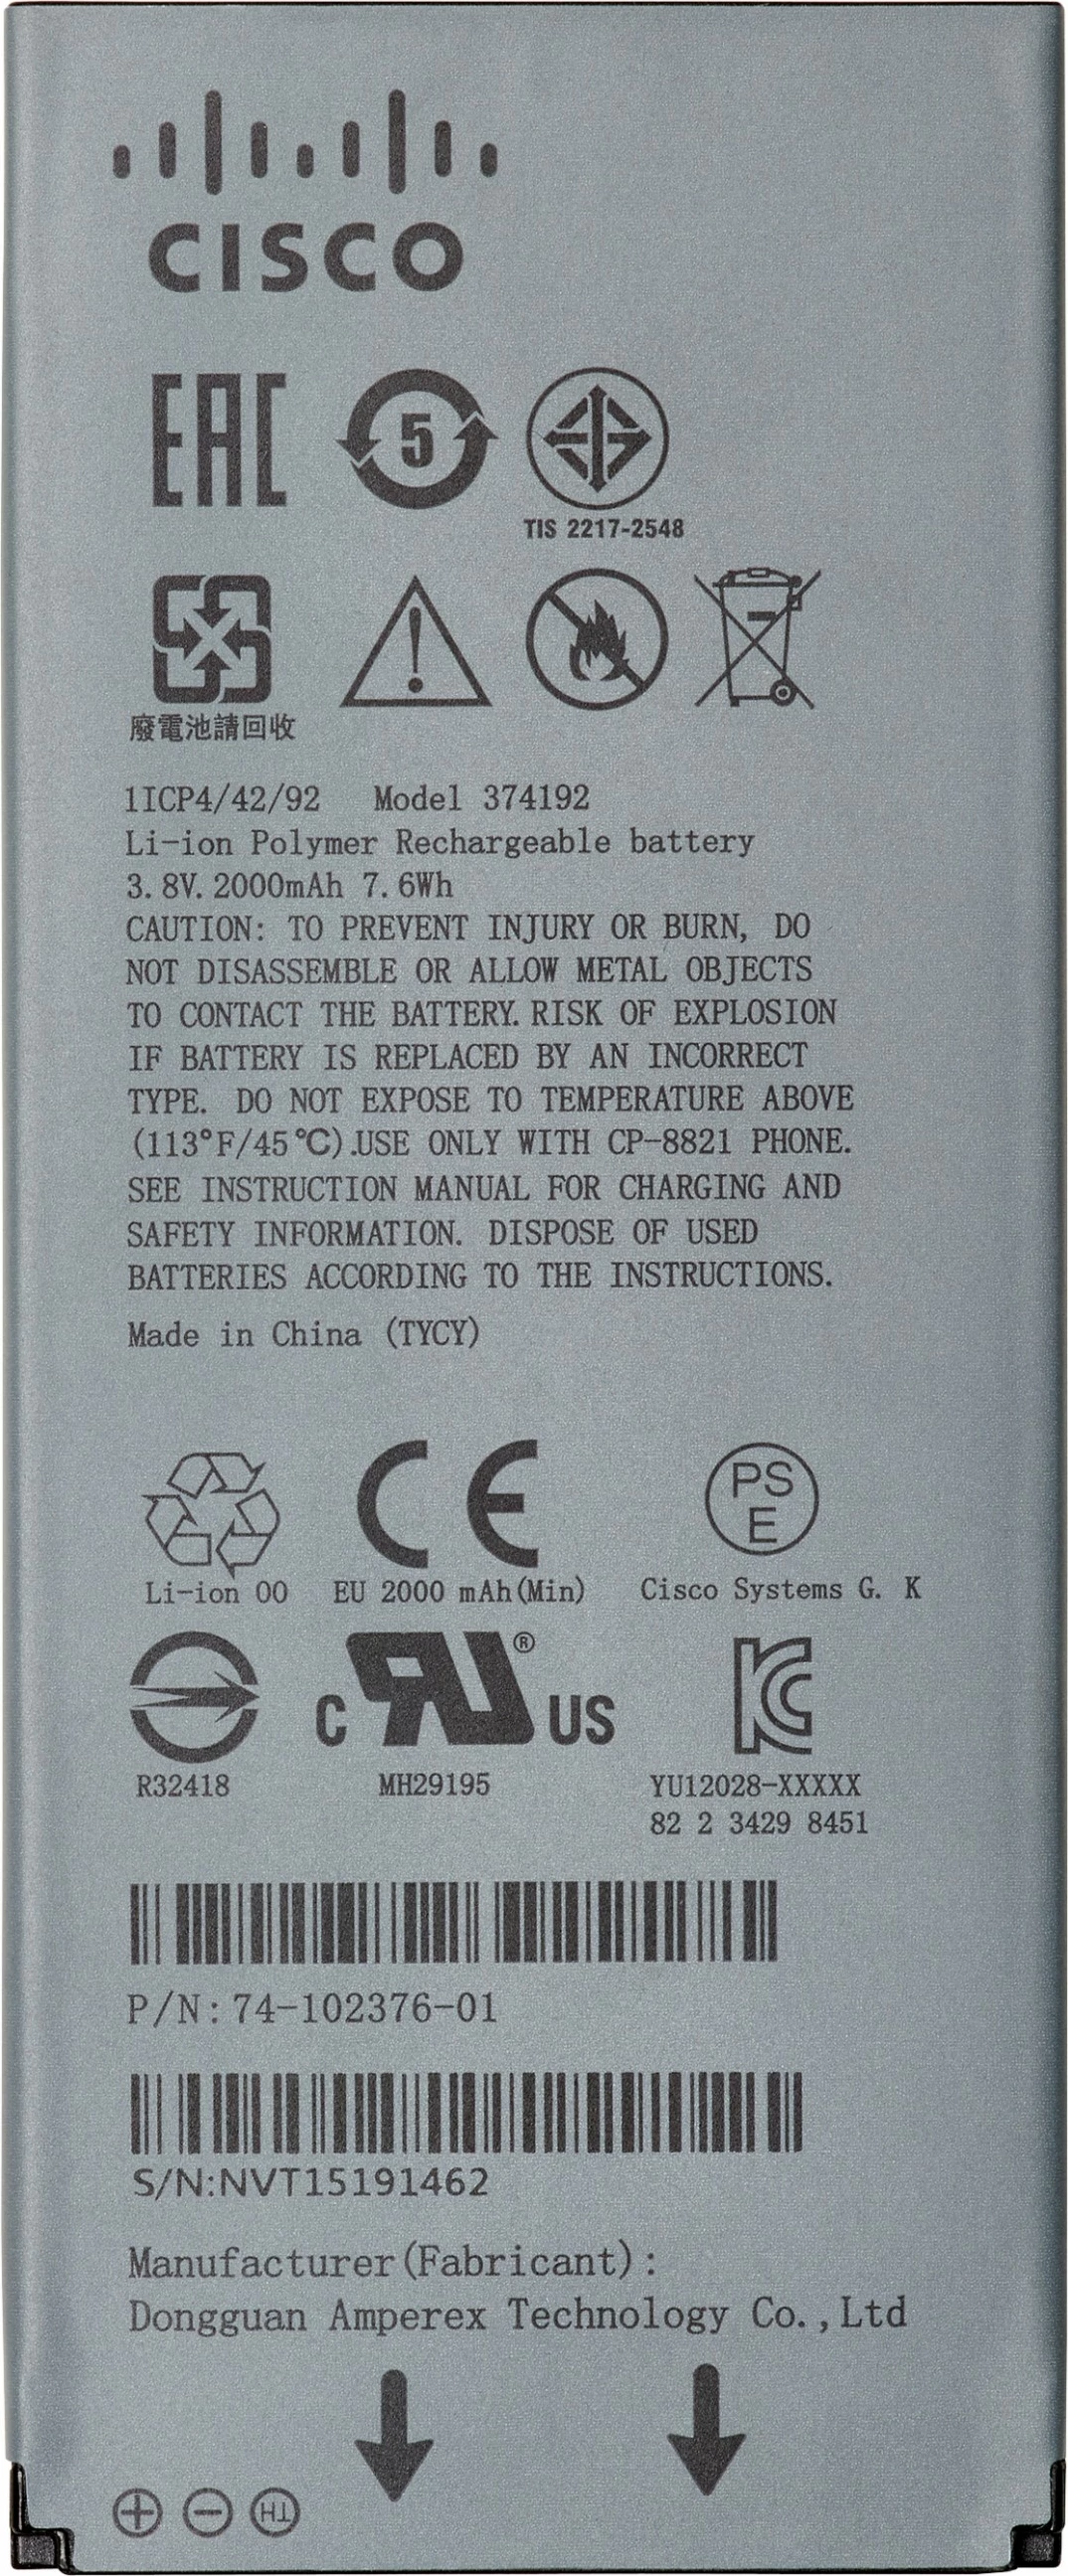 CISCO
EAC
5
TIS 2217-2548
廢電池請回收
1ICP4/42/92 Model 374192
Li-ion Polymer Rechargeable battery
3.8V. 2000mAh 7.6Wh
CAUTION: TO PREVENT INJURY OR BURN, DO
NOT DISASSEMBLE OR ALLOW METAL OBJECTS
TO CONTACT THE BATTERY. RISK OF EXPLOSION
IF BATTERY IS REPLACED BY AN INCORRECT
TYPE. DO NOT EXPOSE TO TEMPERATURE ABOVE
(113°F/45℃).USE ONLY WITH CP-8821 PHONE.
SEE INSTRUCTION MANUAL FOR CHARGING AND
SAFETY INFORMATION. DISPOSE OF USED
BATTERIES ACCORDING TO THE INSTRUCTIONS.
Made in China (TYCY)
CE
PS
E
Li-ion 00 EU 2000 mAh(Min) Cisco Systems G. K
c RU® US
KC
R32418 MH29195 YU12028-XXXXX
82 2 3429 8451
P/N:74-102376-01
S/N:NVT15191462
Manufacturer(Fabricant):
Dongguan Amperex Technology Co.,Ltd
+ - TH